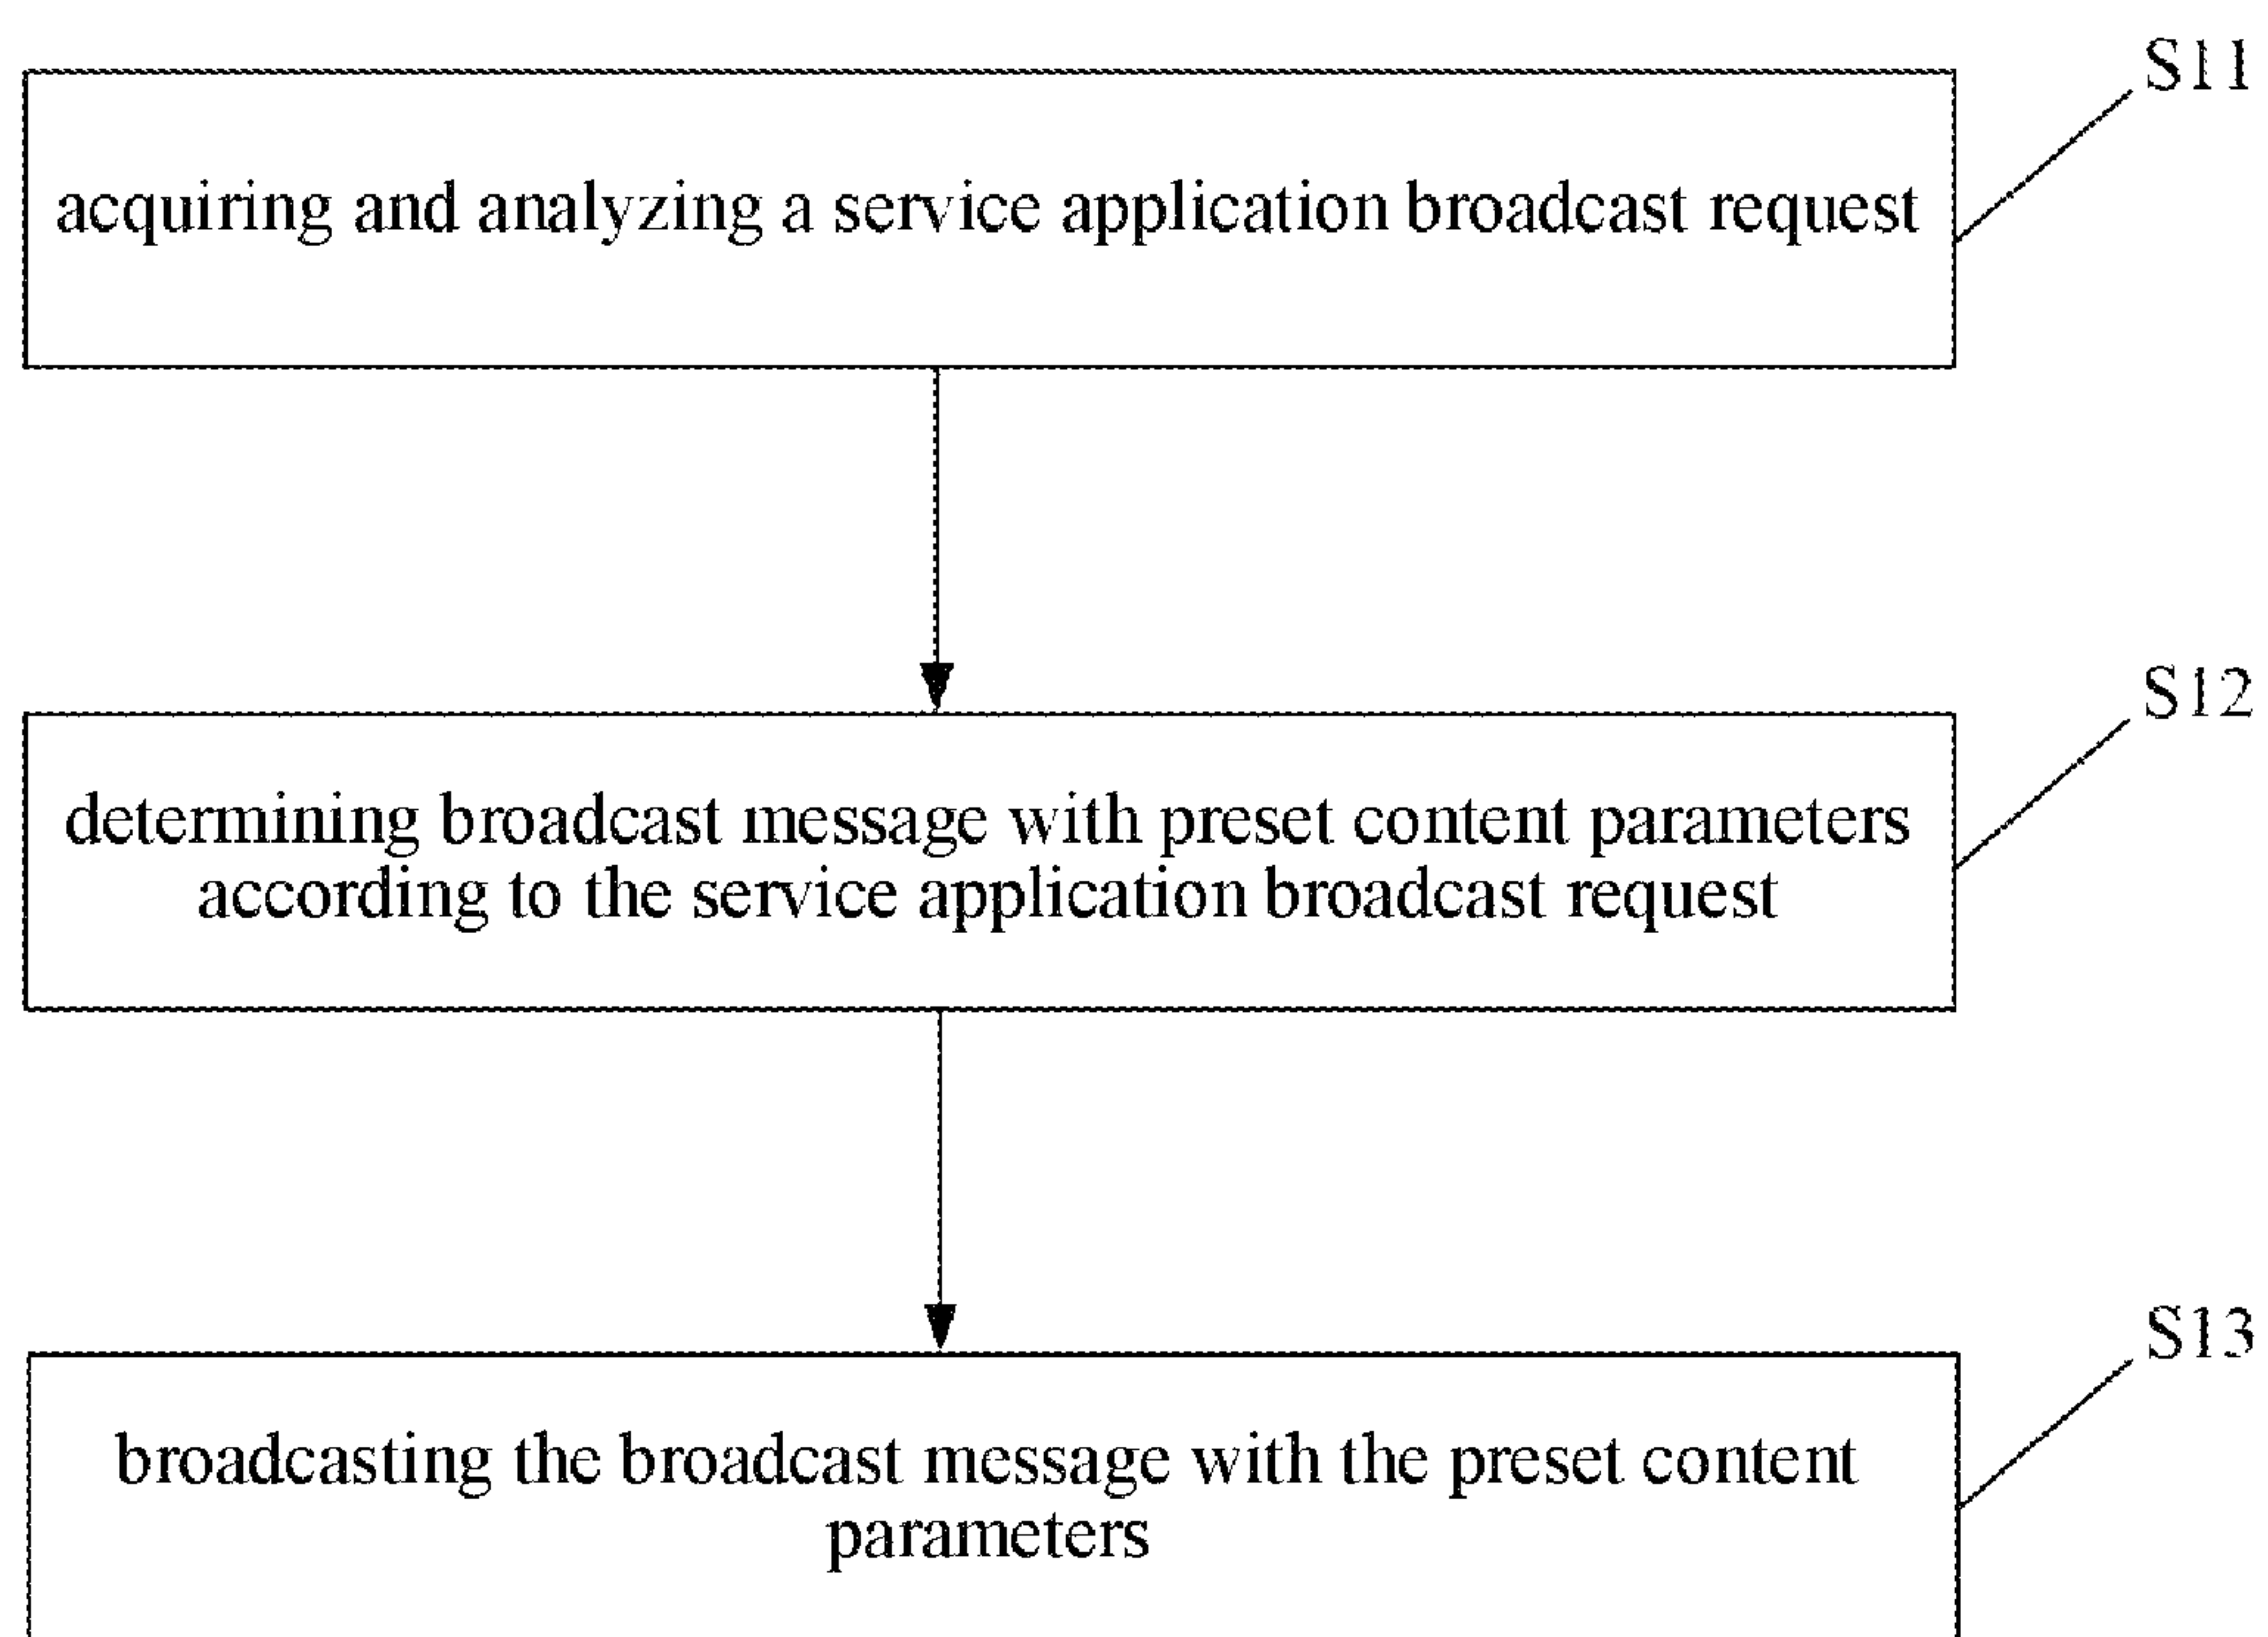 S11
acquiring and analyzing a service application broadcast request
S12
determining broadcast message with preset content parameters
according to the service application broadcast request
S13
broadcasting the broadcast message with the preset content
parameters